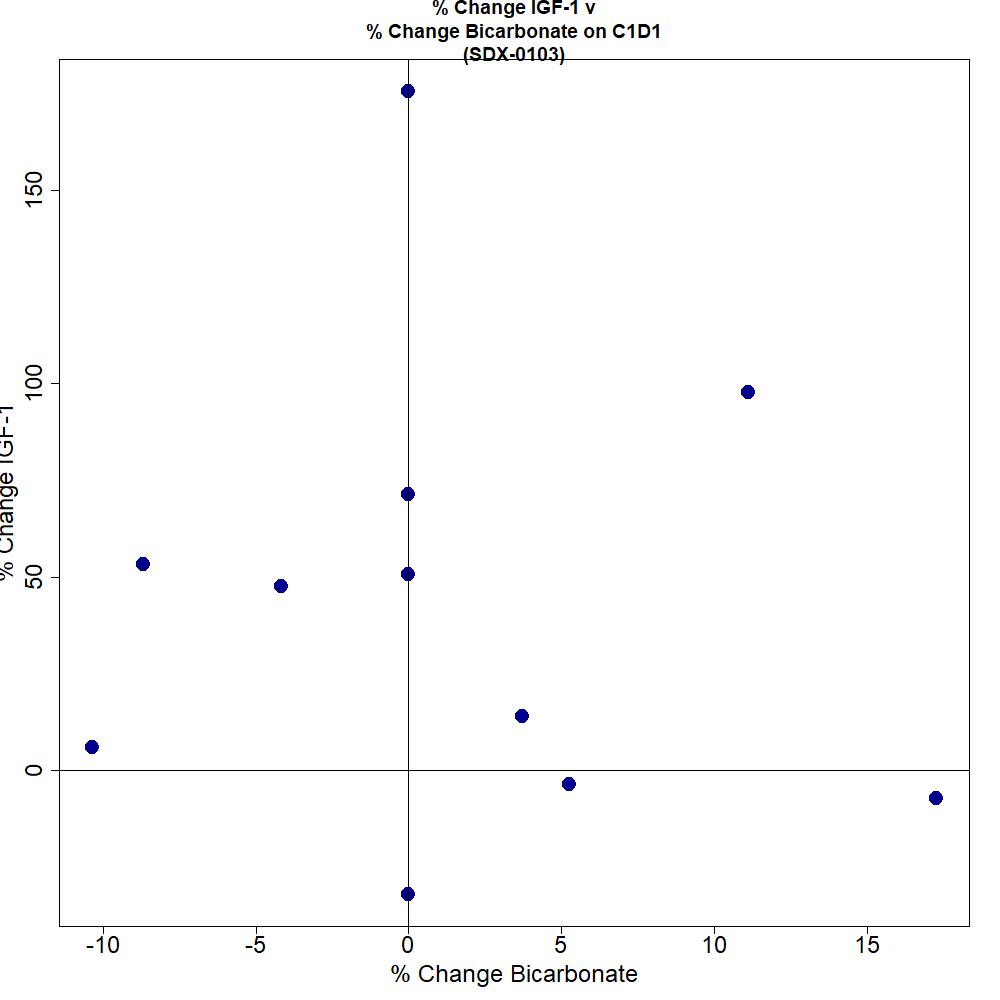 % Change IGF-1 v
% Change Bicarbonate on C1D1
(SDX-0103)
150
100
50
0
% Change IGF-1
-10
-5
0
5
10
15
% Change Bicarbonate